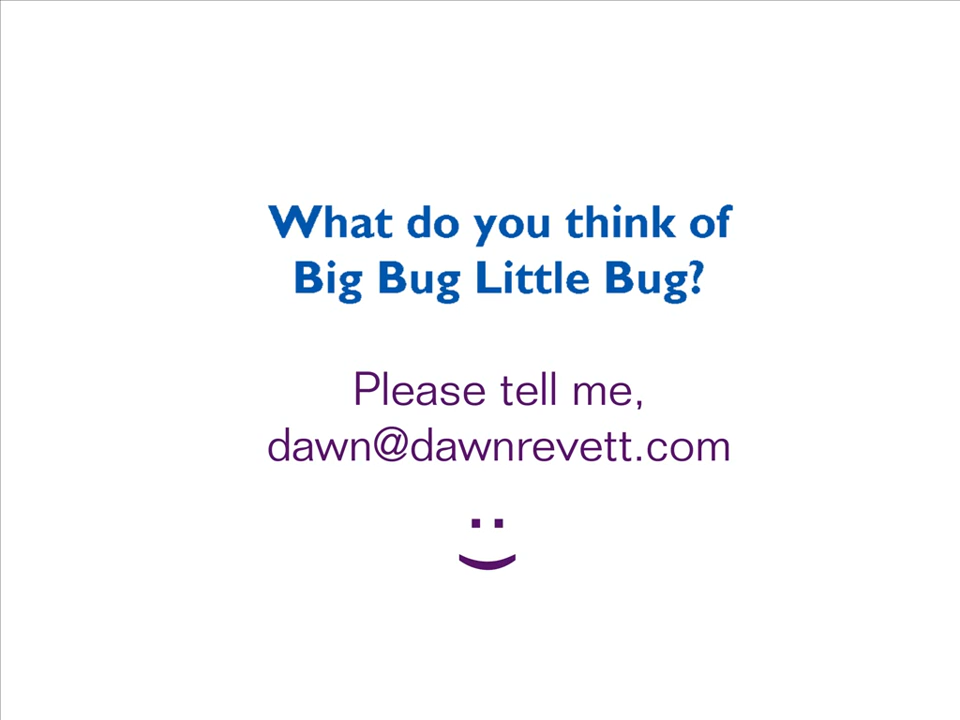 What do you think of
Big Bug Little Bug?
Please tell me,
dawn@dawnrevett.com
:)